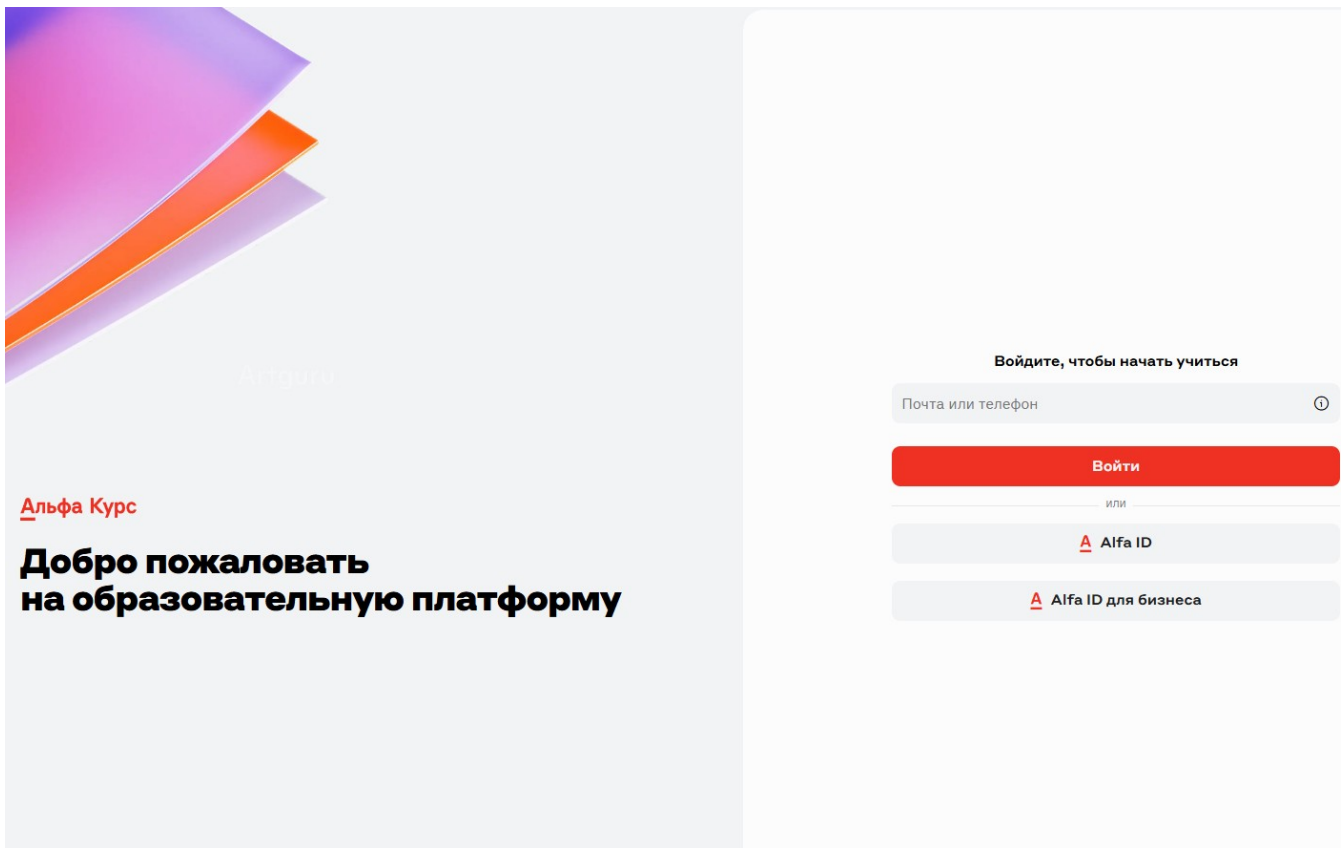 Artguru
Альфа Курс
Добро пожаловать
на образовательную платформу
Войдите, чтобы начать учиться
Почта или телефон
Войти
или
А Alfa ID
А Alfa ID для бизнеса